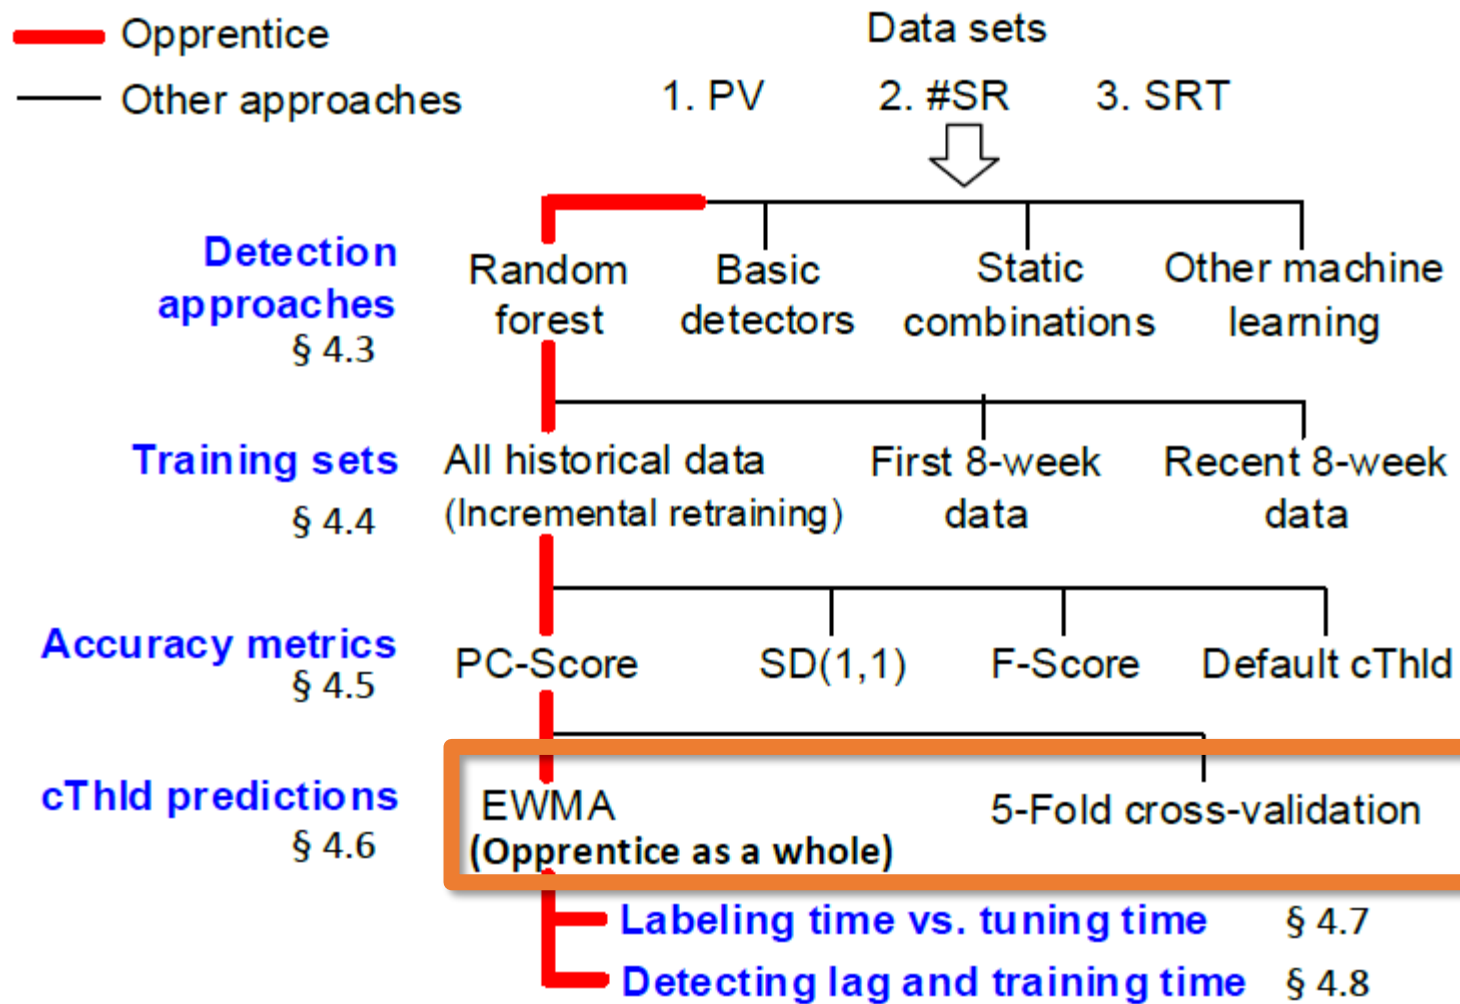 Opprentice
Other approaches
Data sets
1. PV 2. #SR 3. SRT
Detection
approaches
§ 4.3
Random
forest
Basic
detectors
Static
combinations
Other machine
learning
Training sets
§ 4.4
All historical data
(Incremental retraining)
First 8-week
data
Recent 8-week
data
Accuracy metrics
§ 4.5
PC-Score
SD(1,1)
F-Score
Default cThld
cThld predictions
§ 4.6
EWMA
(Opprentice as a whole)
5-Fold cross-validation
Labeling time vs. tuning time § 4.7
Detecting lag and training time § 4.8